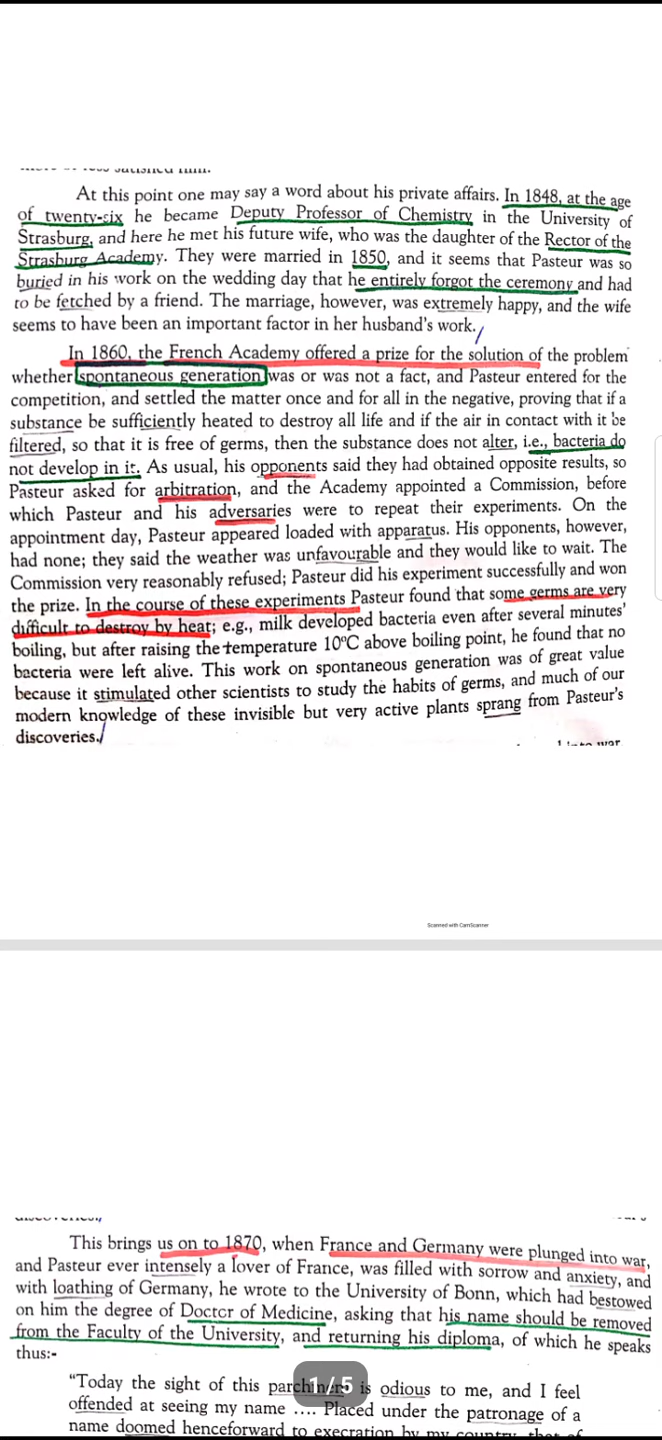 At this point one may say a word about his private affairs. In 1848, at the age
of twenty-six he became Deputy Professor of Chemistry in the University of
Strasburg, and here he met his future wife, who was the daughter of the Rector of the
Strasburg Academy. They were married in 1850, and it seems that Pasteur was so
buried in his work on the wedding day that he entirely forgot the ceremony and had
to be fetched by a friend. The marriage, however, was extremely happy, and the wife
seems to have been an important factor in her husband's work.
In 1860, the French Academy offered a prize for the solution of the problem
whether spontaneous generation was or was not a fact, and Pasteur entered for the
competition, and settled the matter once and for all in the negative, proving that if a
substance be sufficiently heated to destroy all life and if the air in contact with it be
filtered, so that it is free of germs, then the substance does not alter, i.e., bacteria do
not develop in it. As usual, his opponents said they had obtained opposite results, so
Pasteur asked for arbitration, and the Academy appointed a Commission, before
which Pasteur and his adversaries were to repeat their experiments. On the
appointment day, Pasteur appeared loaded with apparatus. His opponents, however,
had none; they said the weather was unfavourable and they would like to wait. The
Commission very reasonably refused; Pasteur did his experiment successfully and won
the prize. In the course of these experiments Pasteur found that some germs are very
difficult to destroy by heat; e.g., milk developed bacteria even after several minutes'
boiling, but after raising the temperature 10°C above boiling point, he found that no
bacteria were left alive. This work on spontaneous generation was of great value
because it stimulated other scientists to study the habits of germs, and much of our
modern knowledge of these invisible but very active plants sprang from Pasteur's
discoveries.
Scanned with CamScanner
This brings us on to 1870, when France and Germany were plunged into war,
and Pasteur ever intensely a lover of France, was filled with sorrow and anxiety, and
with loathing of Germany, he wrote to the University of Bonn, which had bestowed
on him the degree of Doctor of Medicine, asking that his name should be removed
from the Faculty of the University, and returning his diploma, of which he speaks
thus:-
"Today the sight of this is odious to me, and I feel
1 / 5
offended at seeing my name .... Placed under the patronage of a
name doomed henceforward to execration by my country